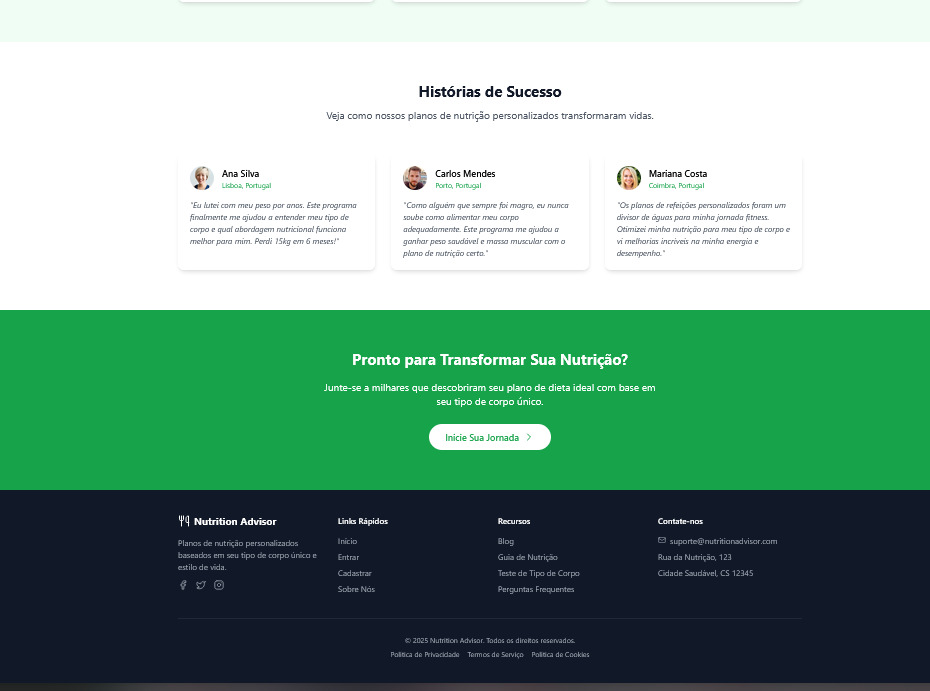 Histórias de Sucesso
Veja como nossos planos de nutrição personalizados transformaram vidas.
Ana Silva
Lisboa, Portugal
"Eu lutei com meu peso por anos. Este programa
finalmente me ajudou a entender meu tipo de
corpo e qual abordagem nutricional funciona
melhor para mim. Perdi 15kg em 6 meses!"
Carlos Mendes
Porto, Portugal
"Como alguém que sempre foi magro, eu nunca
soube como alimentar meu corpo
adequadamente. Este programa me ajudou a
ganhar peso saudável e massa muscular com o
plano de nutrição certo."
Mariana Costa
Coimbra, Portugal
"Os planos de refeições personalizados foram um
divisor de águas para minha jornada fitness.
Otimizei minha nutrição para meu tipo de corpo e
vi melhorias incríveis na minha energia e
desempenho."
Pronto para Transformar Sua Nutrição?
Junte-se a milhares que descobriram seu plano de dieta ideal com base em
seu tipo de corpo único.
Inicie Sua Jornada
Nutrition Advisor
Planos de nutrição personalizados
baseados em seu tipo de corpo único e
estilo de vida.
Links Rápidos
Início
Entrar
Cadastrar
Sobre Nós
Recursos
Blog
Guia de Nutrição
Teste de Tipo de Corpo
Perguntas Frequentes
Contate-nos
suporte@nutritionadvisor.com
Rua da Nutrição, 123
Cidade Saudável, CS 12345
© 2025 Nutrition Advisor. Todos os direitos reservados.
Política de Privacidade Termos de Serviço Política de Cookies